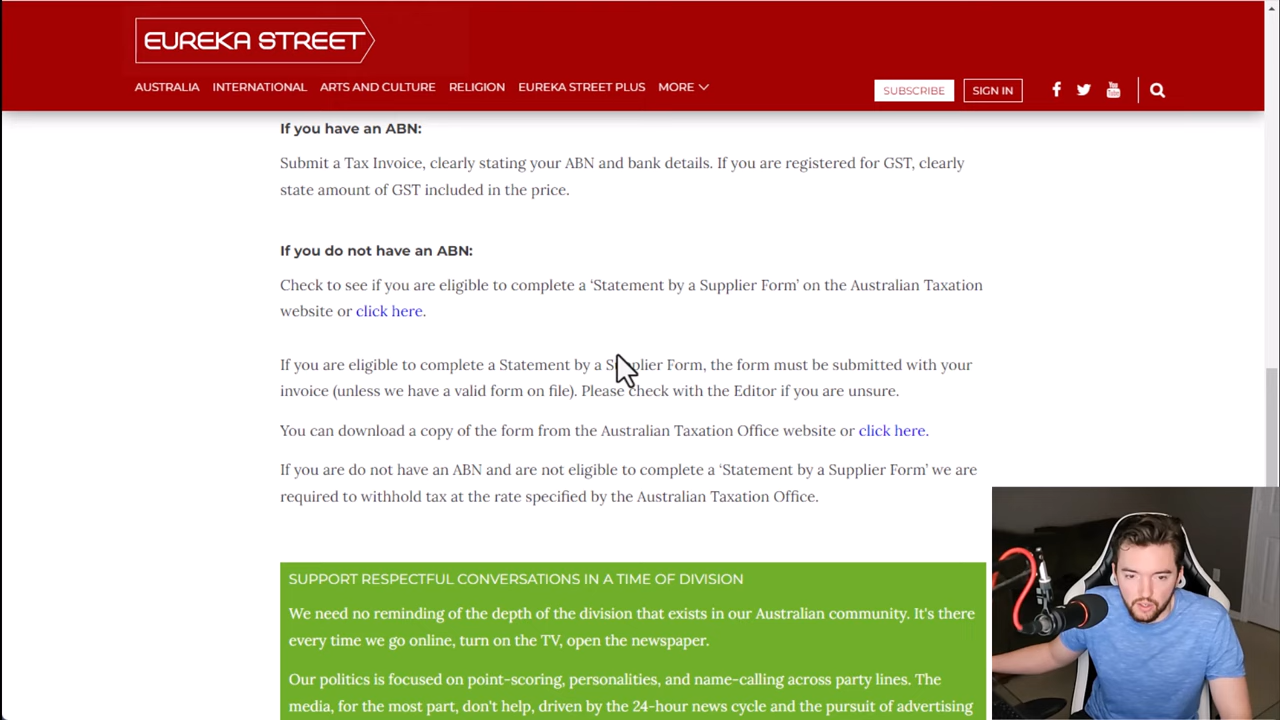 EUREKA STREET
AUSTRALIA INTERNATIONAL ARTS AND CULTURE RELIGION EUREKA STREET PLUS MORE SUBSCRIBE SIGN IN
If you have an ABN:
Submit a Tax Invoice, clearly stating your ABN and bank details. If you are registered for GST, clearly
state amount of GST included in the price.
If you do not have an ABN:
Check to see if you are eligible to complete a ‘Statement by a Supplier Form’ on the Australian Taxation
website or click here.
If you are eligible to complete a Statement by a Supplier Form, the form must be submitted with your
invoice (unless we have a valid form on file). Please check with the Editor if you are unsure.
You can download a copy of the form from the Australian Taxation Office website or click here.
If you are do not have an ABN and are not eligible to complete a ‘Statement by a Supplier Form’ we are
required to withhold tax at the rate specified by the Australian Taxation Office.
SUPPORT RESPECTFUL CONVERSATIONS IN A TIME OF DIVISION
We need no reminding of the depth of the division that exists in our Australian community. It's there
every time we go online, turn on the TV, open the newspaper.
Our politics is focused on point-scoring, personalities, and name-calling across party lines. The
media, for the most part, don't help, driven by the 24-hour news cycle and the pursuit of advertising